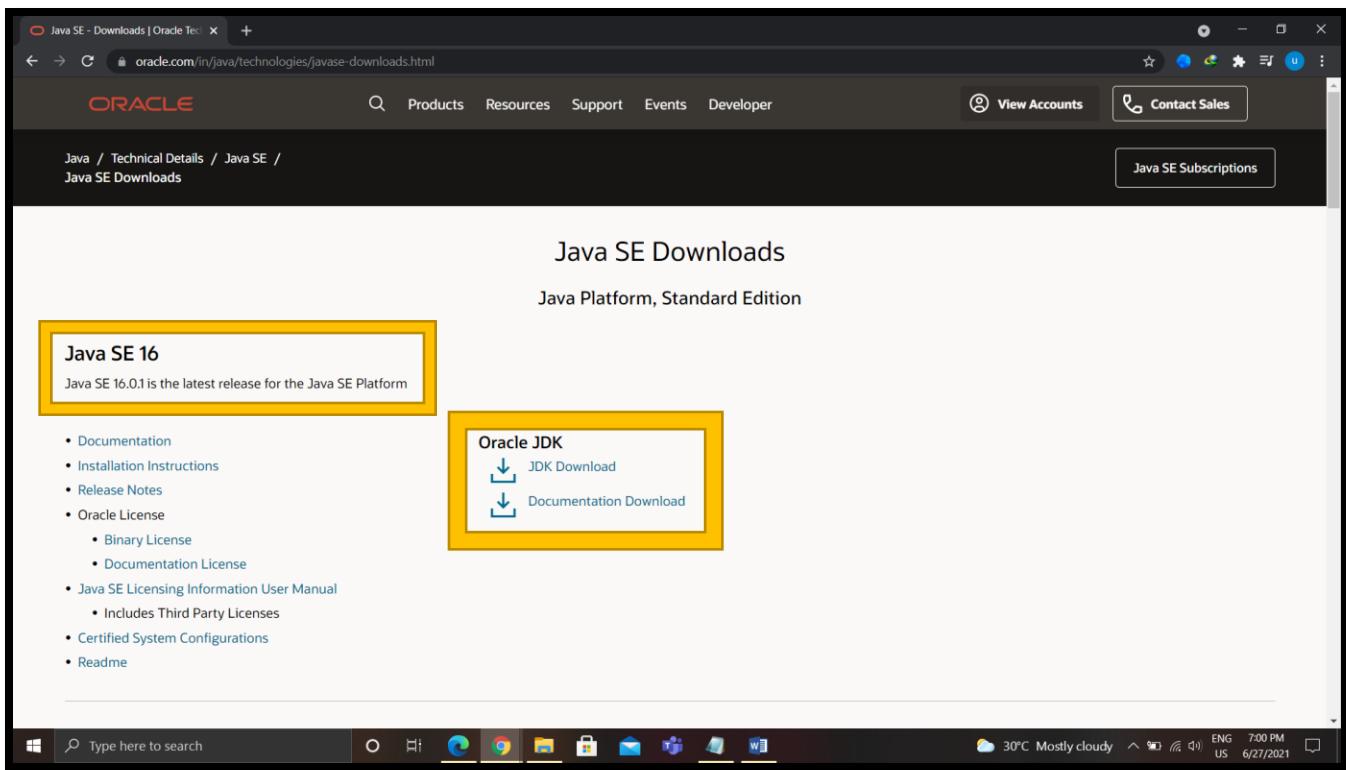 Java SE - Downloads | Oracle Tec
oracle.com/in/java/technologies/javase-downloads.html
ORACLE
Products Resources Support Events Developer
View Accounts
Contact Sales
Java / Technical Details / Java SE /
Java SE Downloads
Java SE Subscriptions
Java SE Downloads
Java Platform, Standard Edition
Java SE 16
Java SE 16.0.1 is the latest release for the Java SE Platform
• Documentation
• Installation Instructions
• Release Notes
• Oracle License
• Binary License
• Documentation License
• Java SE Licensing Information User Manual
• Includes Third Party Licenses
• Certified System Configurations
• Readme
Oracle JDK
JDK Download
Documentation Download
Type here to search
30°C Mostly cloudy
ENG
US
7:00 PM
6/27/2021